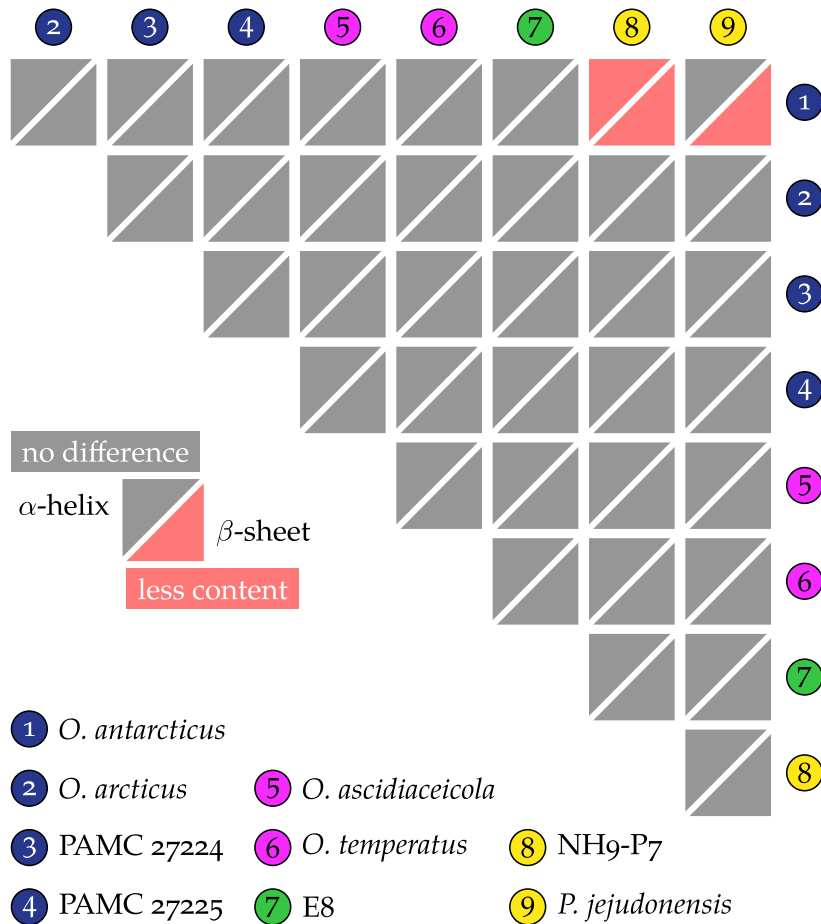 2 3 4 5 6 7 8 9
1
2
3
4
no difference
5
α-helix
β-sheet
6
less content
7
1 O. antarcticus
8
2 O. arcticus 5 O. ascidiaceicola
3 PAMC 27224 6 O. temperatus 8 NH9-P7
4 PAMC 27225 7 E8 9 P. jejudonensis